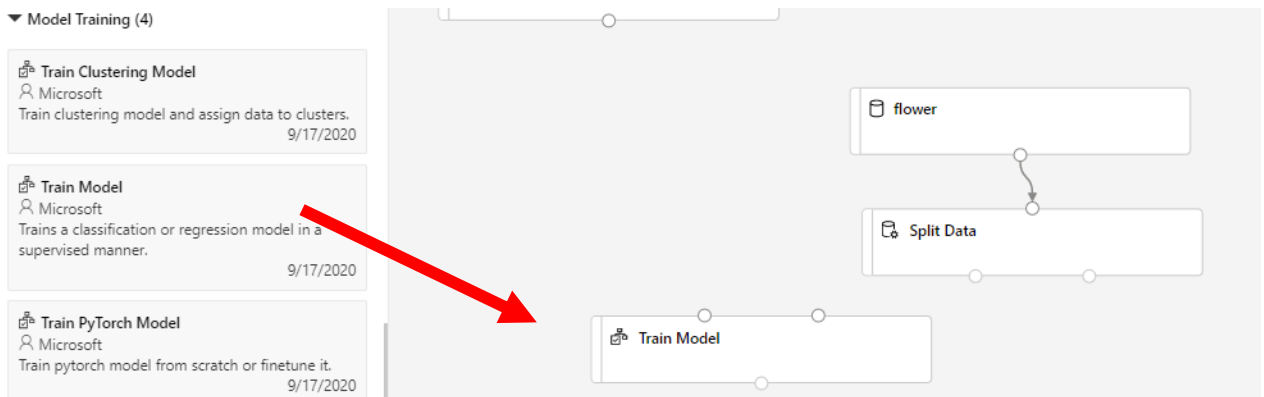 Model Training (4)
Train Clustering Model
Microsoft
Train clustering model and assign data to clusters.
9/17/2020
Train Model
Microsoft
Trains a classification or regression model in a
supervised manner.
9/17/2020
Train PyTorch Model
Microsoft
Train pytorch model from scratch or finetune it.
9/17/2020
flower
Split Data
Train Model